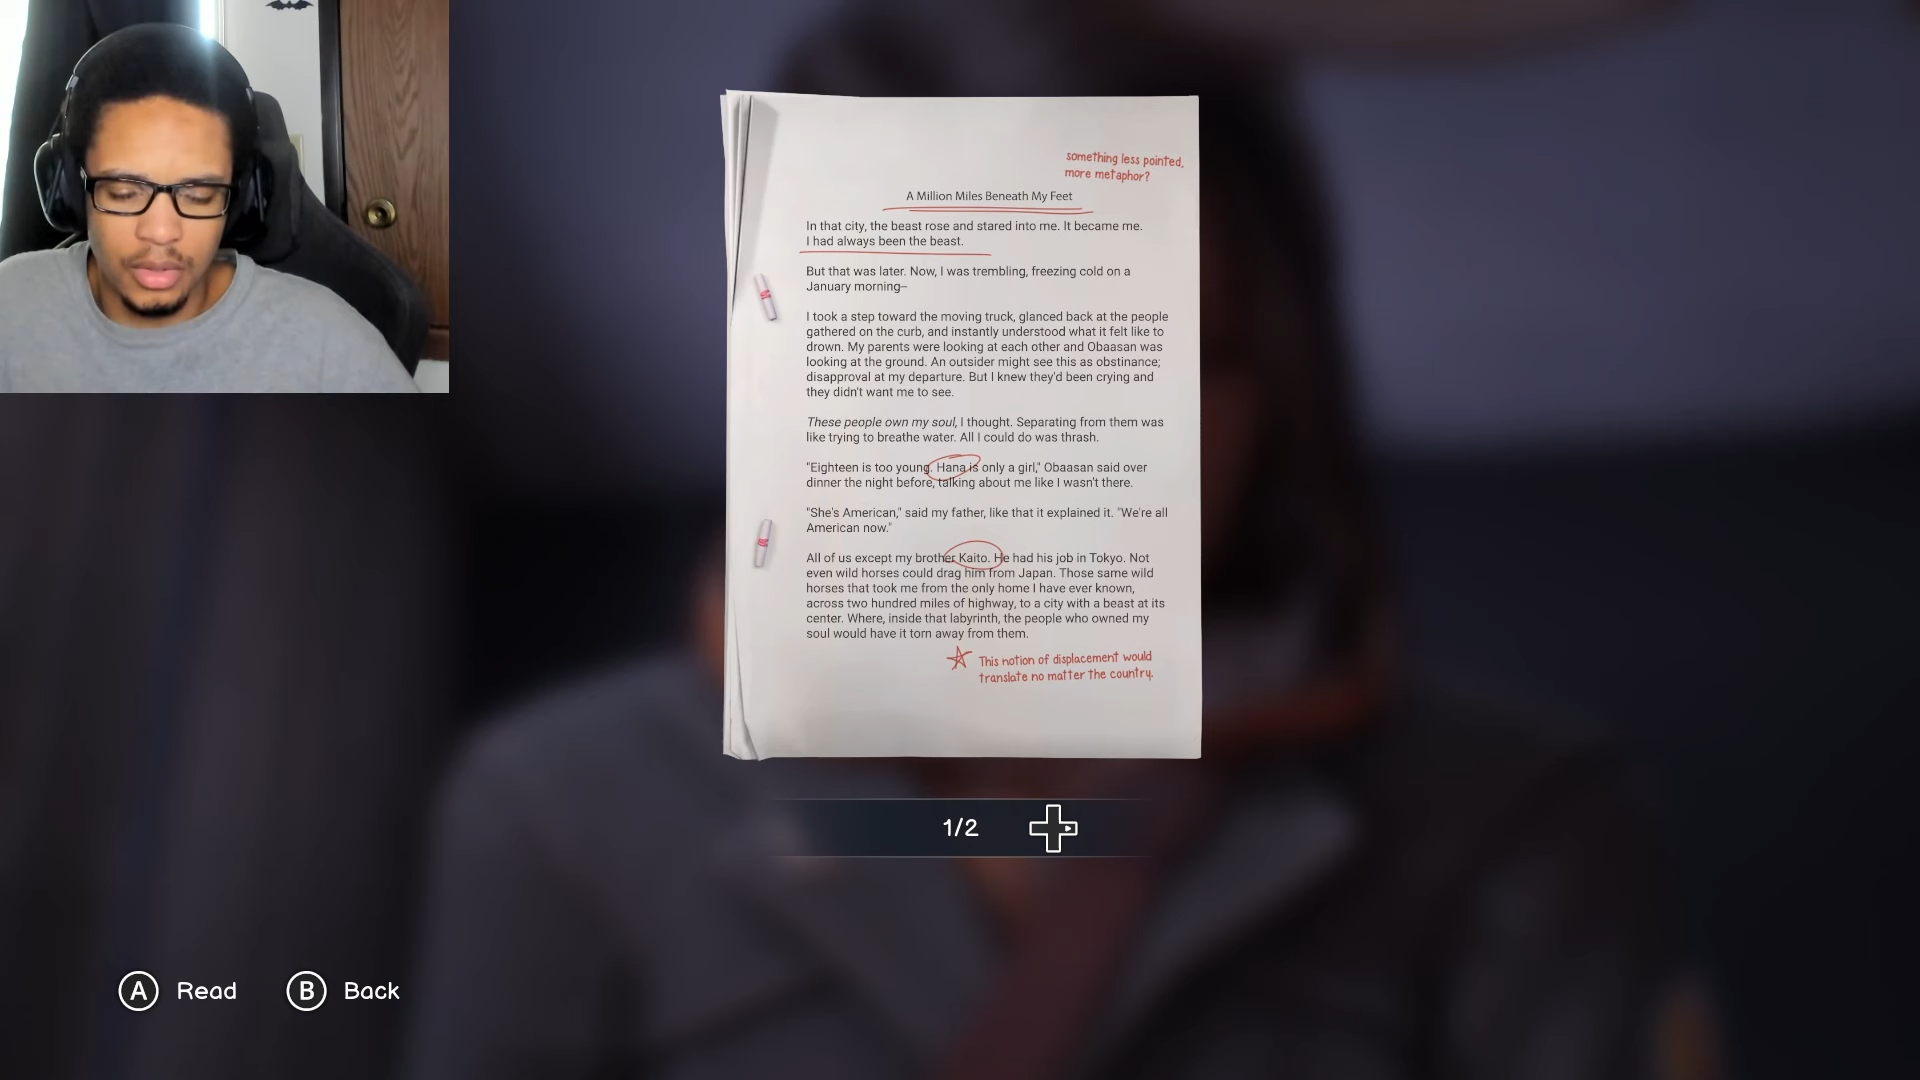 something less pointed,
more metaphor?
A Million Miles Beneath My Feet
In that city, the beast rose and stared into me. It became me.
I had always been the beast.
But that was later. Now, I was trembling, freezing cold on a
January morning–
I took a step toward the moving truck, glanced back at the people
gathered on the curb, and instantly understood what it felt like to
drown. My parents were looking at each other and Obaasan was
looking at the ground. An outsider might see this as obstinance;
disapproval at my departure. But I knew they'd been crying and
they didn't want me to see.
These people own my soul, I thought. Separating from them was
like trying to breathe water. All I could do was thrash.
"Eighteen is too young. Hana is only a girl," Obaasan said over
dinner the night before, talking about me like I wasn't there.
"She's American," said my father, like that it explained it. "We're all
American now."
All of us except my brother Kaito. He had his job in Tokyo. Not
even wild horses could drag him from Japan. Those same wild
horses that took me from the only home I have ever known,
across two hundred miles of highway, to a city with a beast at its
center. Where, inside that labyrinth, the people who owned my
soul would have it torn away from them.
This notion of displacement would
translate no matter the country.
1/2
A Read B Back